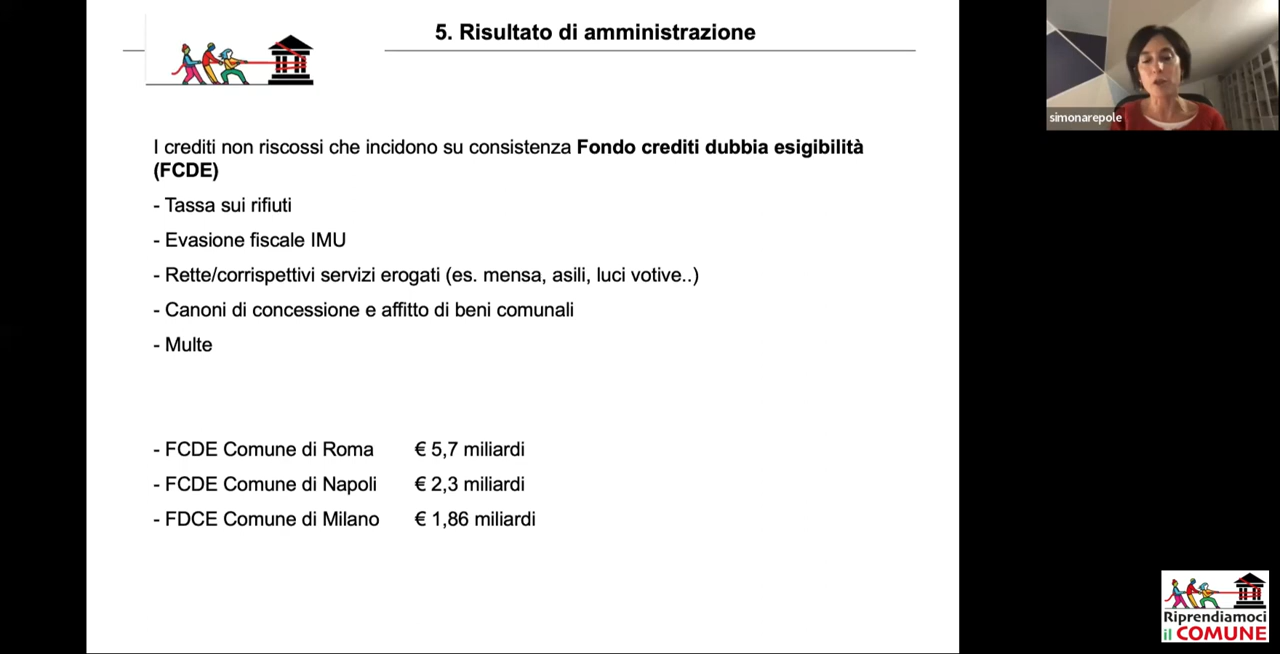 5. Risultato di amministrazione
simonarepole
I crediti non riscossi che incidono su consistenza Fondo crediti dubbia esigibilità
(FCDE)
- Tassa sui rifiuti
- Evasione fiscale IMU
- Rette/corrispettivi servizi erogati (es. mensa, asili, luci votive..)
- Canoni di concessione e affitto di beni comunali
- Multe
- FCDE Comune di Roma € 5,7 miliardi
- FCDE Comune di Napoli € 2,3 miliardi
- FDCE Comune di Milano € 1,86 miliardi
Riprendiamoci
il COMUNE